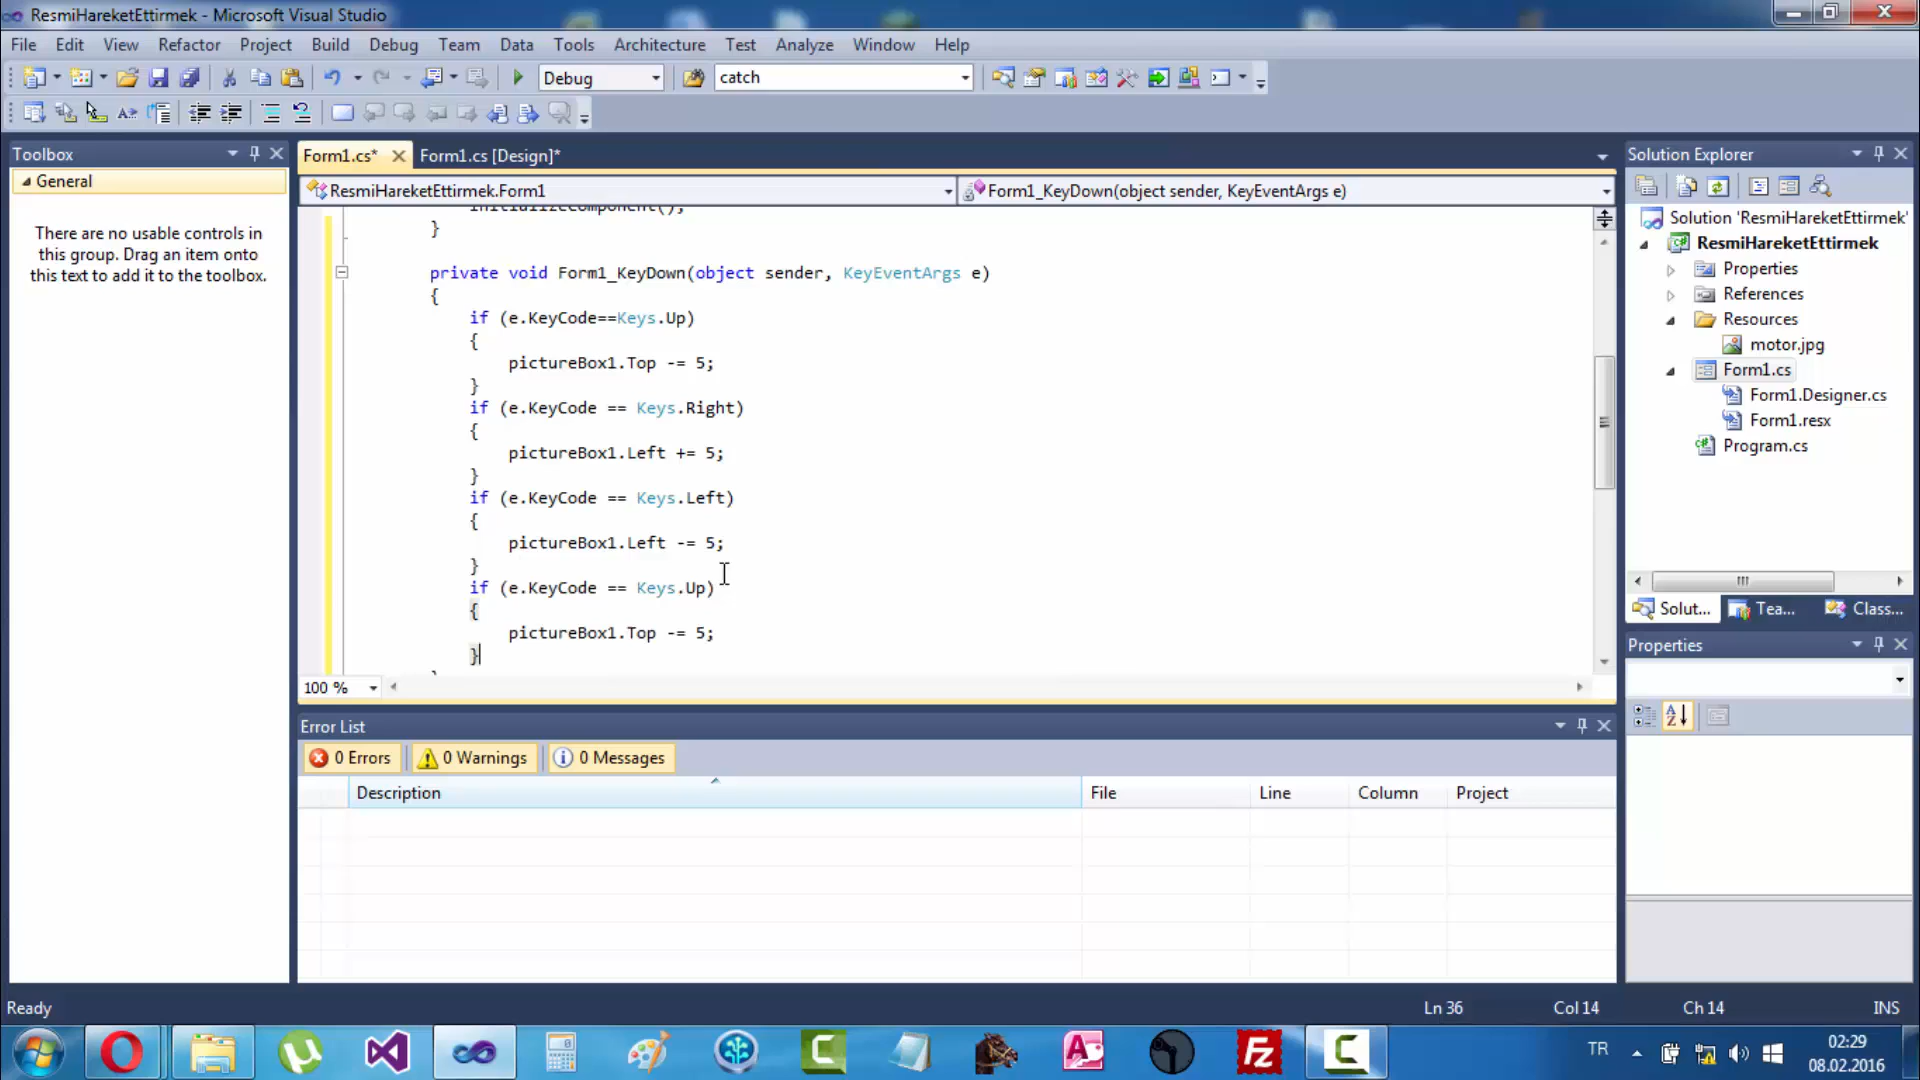 ResmiHareketEttirmek - Microsoft Visual Studio
File Edit View Refactor Project Build Debug Team Data Tools Architecture Test Analyze Window Help
Debug catch
Toolbox
General
There are no usable controls in
this group. Drag an item onto
this text to add it to the toolbox.
Form1.cs* Form1.cs [Design]*
ResmiHareketEttirmek.Form1 Form1_KeyDown(object sender, KeyEventArgs e)
InitializeComponent();
}
private void Form1_KeyDown(object sender, KeyEventArgs e)
{
if (e.KeyCode==Keys.Up)
{
pictureBox1.Top -= 5;
}
if (e.KeyCode == Keys.Right)
{
pictureBox1.Left += 5;
}
if (e.KeyCode == Keys.Left)
{
pictureBox1.Left -= 5;
}
if (e.KeyCode == Keys.Up)
{
pictureBox1.Top -= 5;
}
100 %
Error List
0 Errors 0 Warnings 0 Messages
Description File Line Column Project
Solution Explorer
Solution 'ResmiHareketEttirmek'
ResmiHareketEttirmek
Properties
References
Resources
motor.jpg
Form1.cs
Form1.Designer.cs
Form1.resx
Program.cs
Solut... Tea... Class...
Properties
Ready Ln 36 Col 14 Ch 14 INS
TR 02:29
08.02.2016